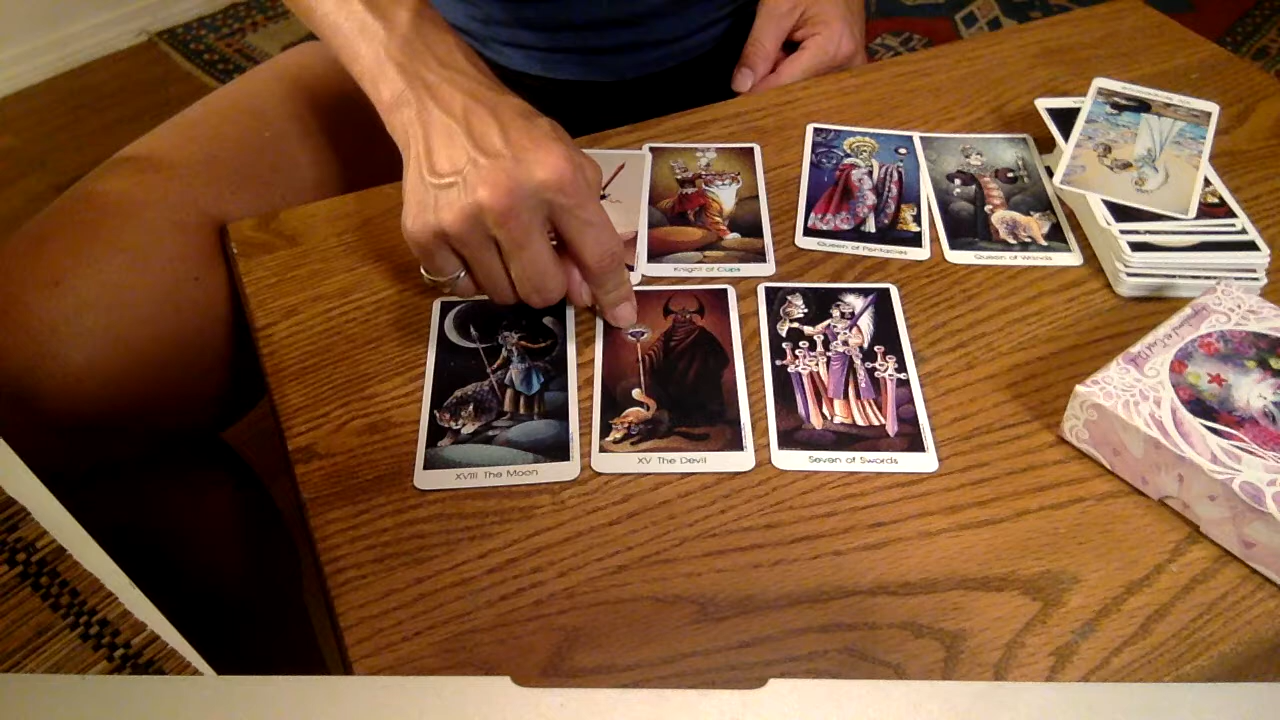 Knight of Cups
Queen of Pentacles
Queen of Wands
XVIII The Moon
XV The Devil
Seven of Swords